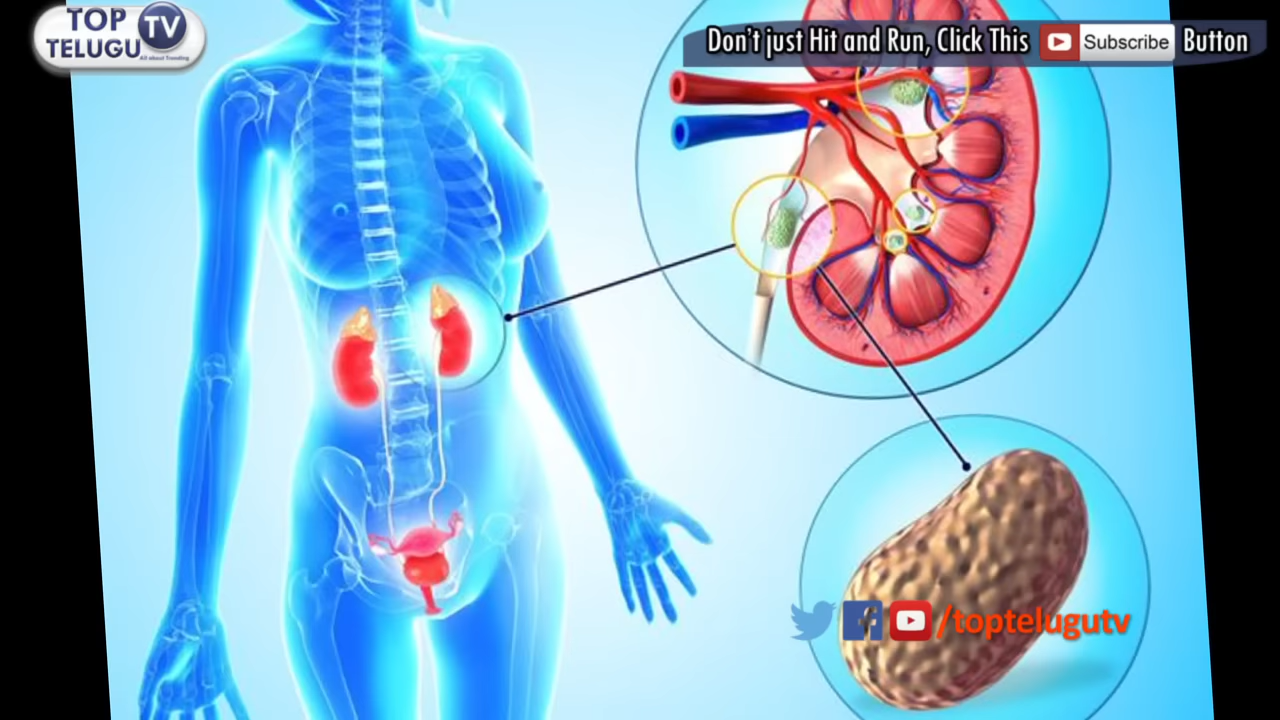 TOP
TELUGU TV
All about Trending
Don't just Hit and Run, Click This Subscribe Button
/toptelugutv